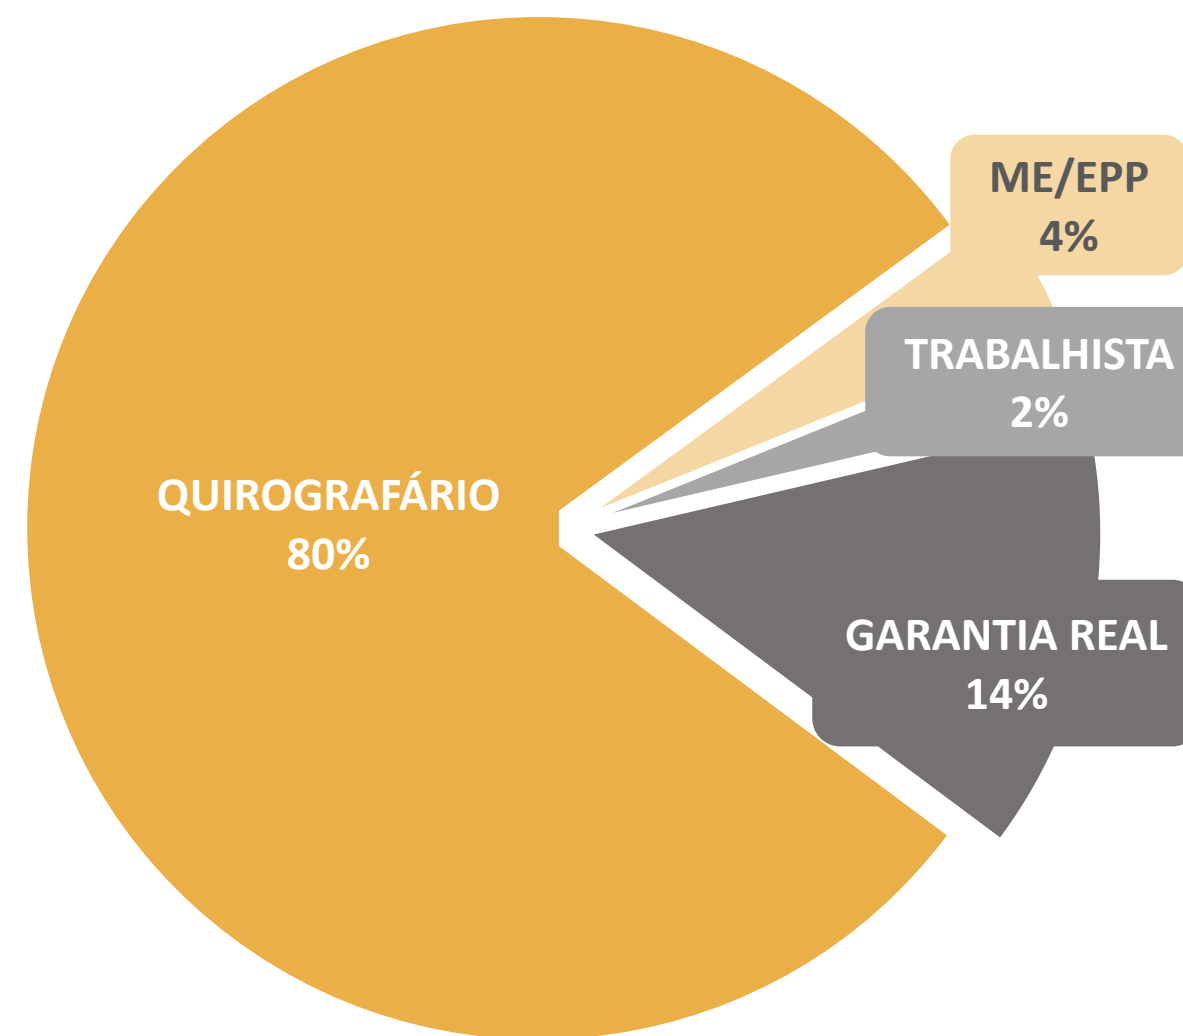 ME/EPP
4%
TRABALHISTA
2%
QUIROGRAFÁRIO
80%
GARANTIA REAL
14%